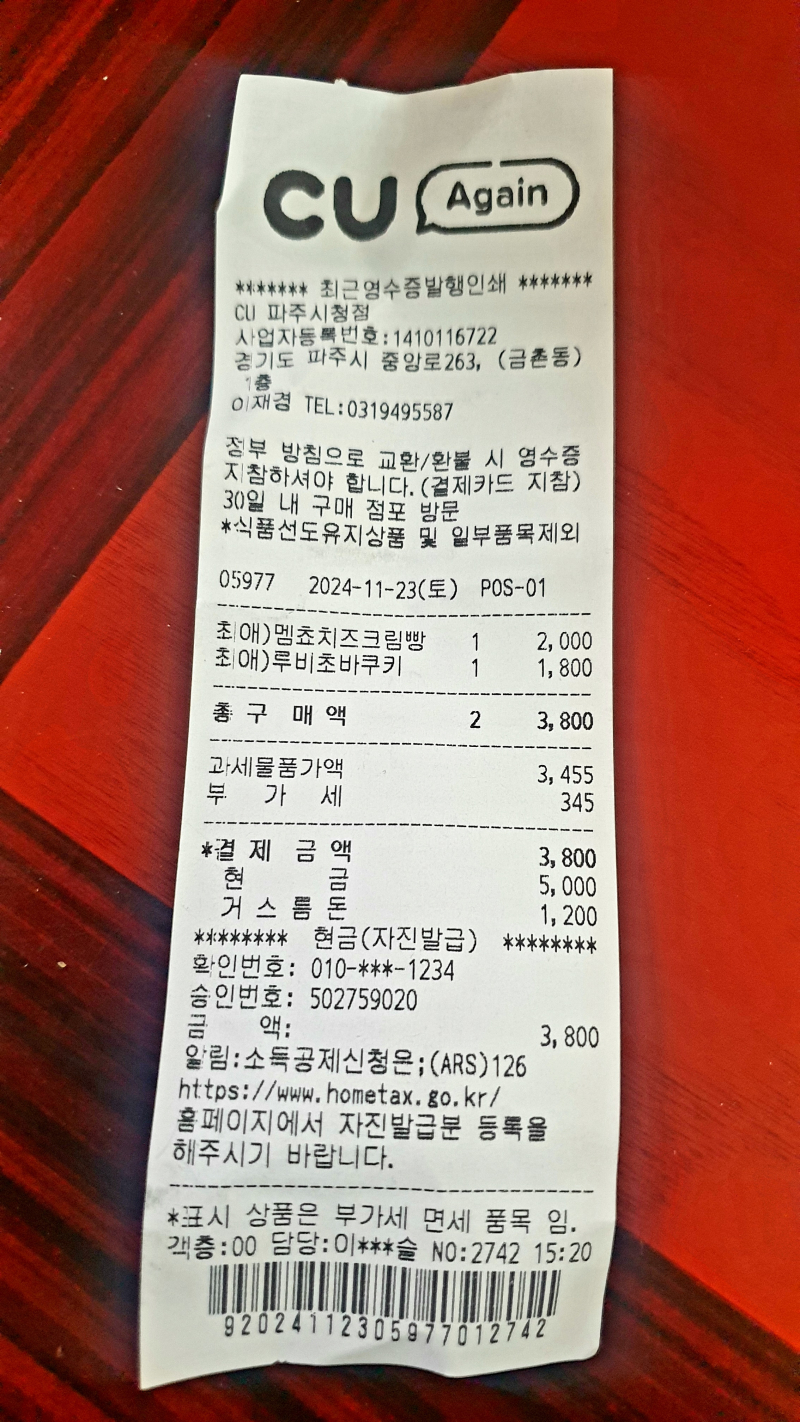 CU Again
******* 최근영수증발행인쇄 *******
CU 파주시청점
사업자등록번호:1410116722
경기도 파주시 중앙로263, (금촌동)
1층
이재경 TEL:0319495587
정부 방침으로 교환/환불 시 영수증
지참하셔야 합니다.(결제카드 지참)
30일 내 구매 점포 방문
*식품선도유지상품 및 일부품목제외
05977 2024-11-23(토) POS-01
최애)멤쵸치즈크림빵 1 2,000
최애)루비초바쿠키 1 1,800
총 구 매 액 2 3,800
과세물품가액 3,455
부 가 세 345
*결 제 금 액 3,800
현 금 5,000
거 스 름 돈 1,200
******** 현금(자진발급) ********
확인번호: 010-***-1234
승인번호: 502759020
금 액: 3,800
알림:소득공제신청은;(ARS)126
https://www.hometax.go.kr/
홈페이지에서 자진발급분 등록을
해주시기 바랍니다.
*표시 상품은 부가세 면세 품목 임.
객층:00 담당:이***슬 NO:2742 15:20
92024112305977012742